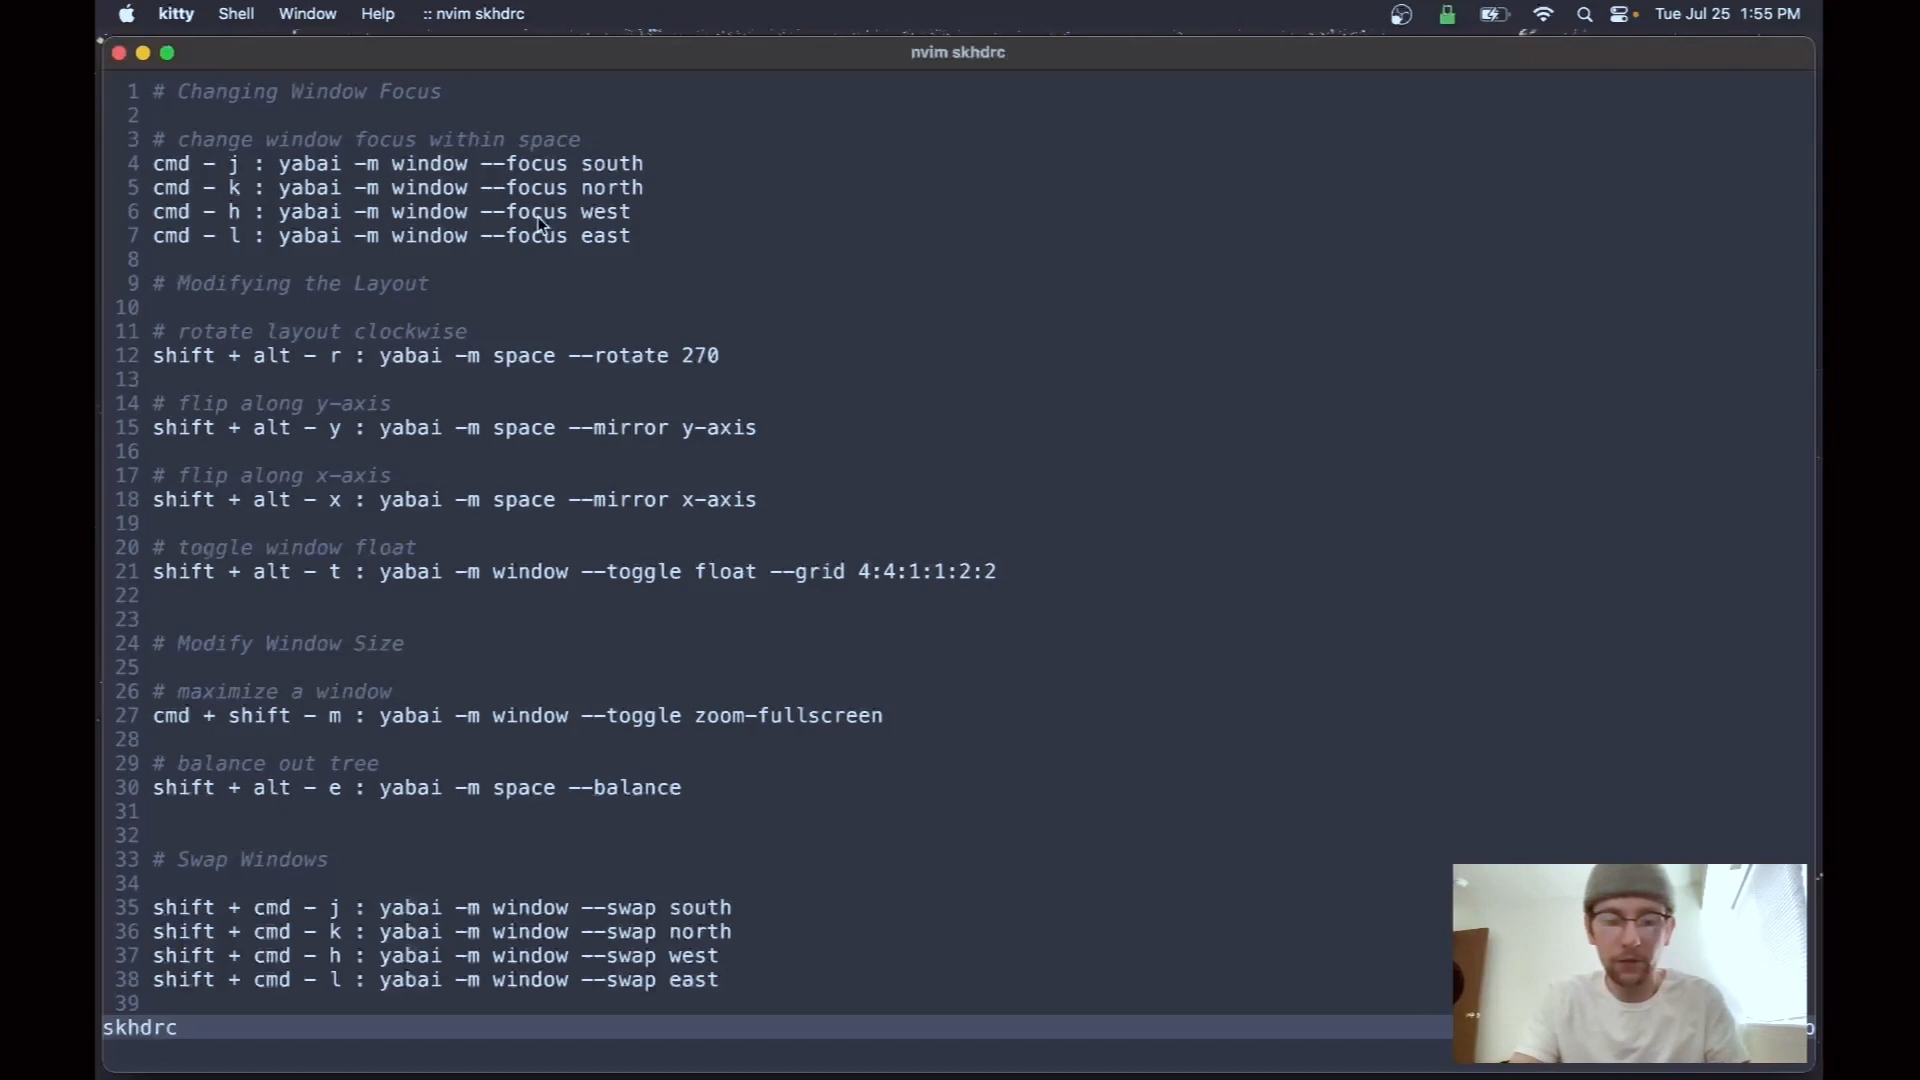 kitty Shell Window Help :: nvim skhdrc Tue Jul 25 1:55 PM
nvim skhdrc
1 # Changing Window Focus
2
3 # change window focus within space
4 cmd - j : yabai -m window --focus south
5 cmd - k : yabai -m window --focus north
6 cmd - h : yabai -m window --focus west
7 cmd - l : yabai -m window --focus east
8
9 # Modifying the Layout
10
11 # rotate layout clockwise
12 shift + alt - r : yabai -m space --rotate 270
13
14 # flip along y-axis
15 shift + alt - y : yabai -m space --mirror y-axis
16
17 # flip along x-axis
18 shift + alt - x : yabai -m space --mirror x-axis
19
20 # toggle window float
21 shift + alt - t : yabai -m window --toggle float --grid 4:4:1:1:2:2
22
23
24 # Modify Window Size
25
26 # maximize a window
27 cmd + shift - m : yabai -m window --toggle zoom-fullscreen
28
29 # balance out tree
30 shift + alt - e : yabai -m space --balance
31
32
33 # Swap Windows
34
35 shift + cmd - j : yabai -m window --swap south
36 shift + cmd - k : yabai -m window --swap north
37 shift + cmd - h : yabai -m window --swap west
38 shift + cmd - l : yabai -m window --swap east
39
skhdrc